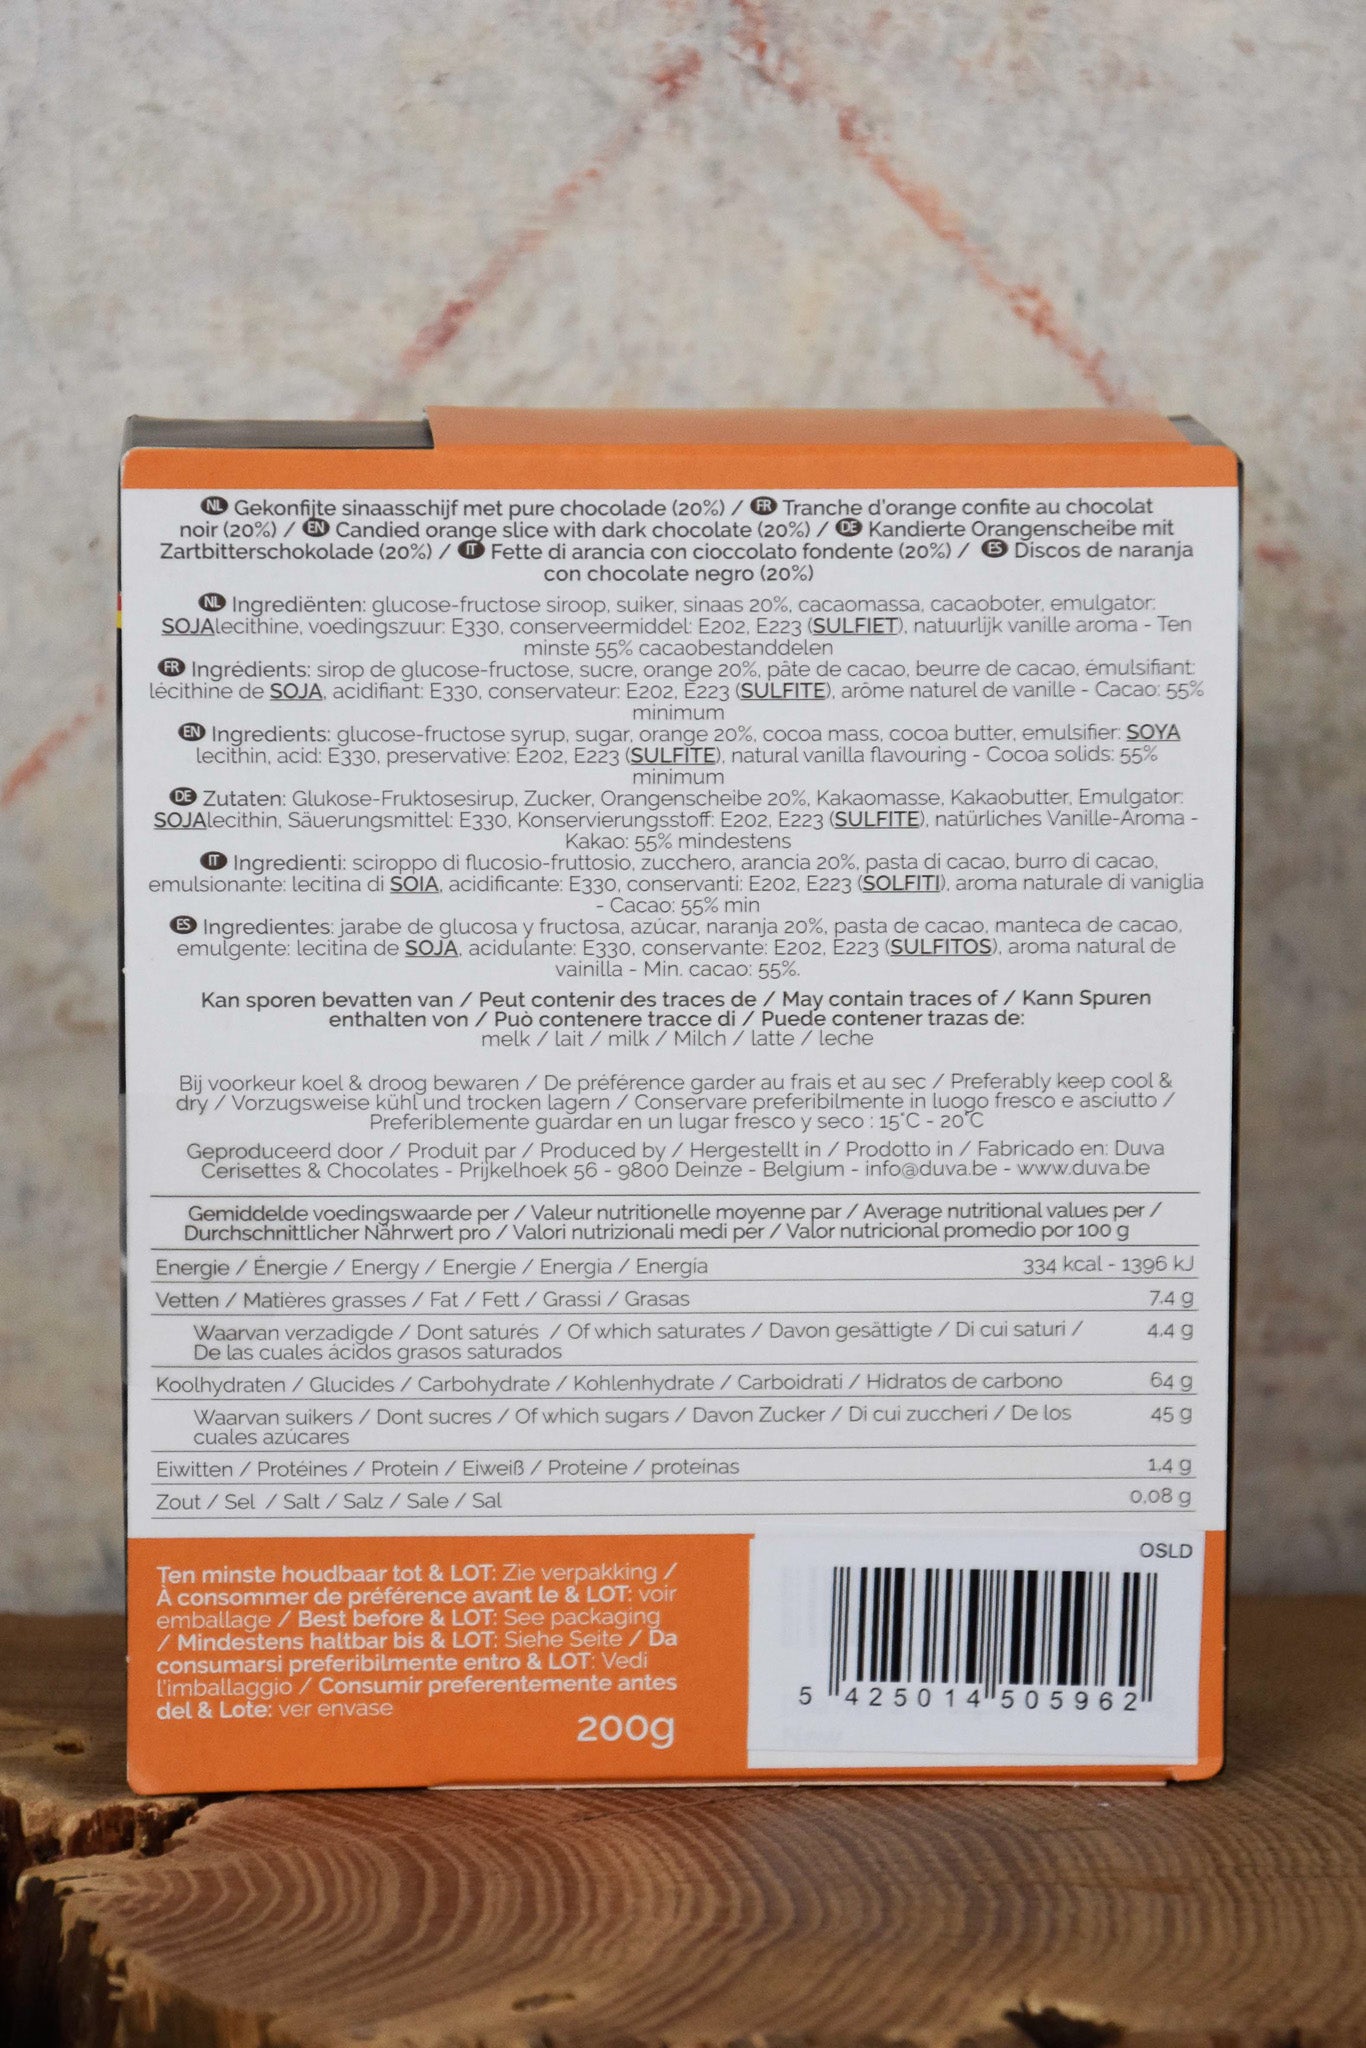 NL Gekonfijte sinaasschijf met pure chocolade (20%) / FR Tranche d'orange confite au chocolat
noir (20%) / EN Candied orange slice with dark chocolate (20%) / DE Kandierte Orangenscheibe mit
Zartbitterschokolade (20%) / IT Fette di arancia con cioccolato fondente (20%) / ES Discos de naranja
con chocolate negro (20%)
NL Ingrediënten: glucose-fructose siroop, suiker, sinaas 20%, cacaomassa, cacaoboter, emulgator:
SOJAlecithine, voedingszuur: E330, conserveermiddel: E202, E223 (SULFIET), natuurlijk vanille aroma - Ten
minste 55% cacaobestanddelen
FR Ingrédients: sirop de glucose-fructose, sucre, orange 20%, pâte de cacao, beurre de cacao, émulsifiant:
lécithine de SOJA, acidifiant: E330, conservateur: E202, E223 (SULFITE), arôme naturel de vanille - Cacao: 55%
minimum
EN Ingredients: glucose-fructose syrup, sugar, orange 20%, cocoa mass, cocoa butter, emulsifier: SOYA
lecithin, acid: E330, preservative: E202, E223 (SULFITE), natural vanilla flavouring - Cocoa solids: 55%
minimum
DE Zutaten: Glukose-Fruktosesirup, Zucker, Orangenscheibe 20%, Kakaomasse, Kakaobutter, Emulgator:
SOJAlecithin, Säuerungsmittel: E330, Konservierungsstoff: E202, E223 (SULFITE), natürliches Vanille-Aroma -
Kakao: 55% mindestens
IT Ingredienti: sciroppo di flucosio-fruttosio, zucchero, arancia 20%, pasta di cacao, burro di cacao,
emulsionante: lecitina di SOIA, acidificante: E330, conservanti: E202, E223 (SOLFITI), aroma naturale di vaniglia
- Cacao: 55% min
ES Ingredientes: jarabe de glucosa y fructosa, azúcar, naranja 20%, pasta de cacao, manteca de cacao,
emulgente: lecitina de SOJA, acidulante: E330, conservante: E202, E223 (SULFITOS), aroma natural de
vainilla - Min. cacao: 55%.
Kan sporen bevatten van / Peut contenir des traces de / May contain traces of / Kann Spuren
enthalten von / Può contenere tracce di / Puede contener trazas de:
melk / lait / milk / Milch / latte / leche
Bij voorkeur koel & droog bewaren / De préférence garder au frais et au sec / Preferably keep cool &
dry / Vorzugsweise kühl und trocken lagern / Conservare preferibilmente in luogo fresco e asciutto /
Preferiblemente guardar en un lugar fresco y seco : 15°C - 20°C
Geproduceerd door / Produit par / Produced by / Hergestellt in / Prodotto in / Fabricado en: Duva
Cerisettes & Chocolates - Prijkelhoek 56 - 9800 Deinze - Belgium - info@duva.be - www.duva.be
Gemiddelde voedingswaarde per / Valeur nutritionelle moyenne par / Average nutritional values per /
Durchschnittlicher Nährwert pro / Valori nutrizionali medi per / Valor nutricional promedio por 100 g
Energie / Énergie / Energy / Energie / Energia / Energía 334 kcal - 1396 kJ
Vetten / Matières grasses / Fat / Fett / Grassi / Grasas 7.4 g
Waarvan verzadigde / Dont saturés / Of which saturates / Davon gesättigte / Di cui saturi / 4.4 g
De las cuales ácidos grasos saturados
Koolhydraten / Glucides / Carbohydrate / Kohlenhydrate / Carboidrati / Hidratos de carbono 64 g
Waarvan suikers / Dont sucres / Of which sugars / Davon Zucker / Di cui zuccheri / De los 45 g
cuales azúcares
Eiwitten / Protéines / Protein / Eiweiß / Proteine / proteínas 1.4 g
Zout / Sel / Salt / Salz / Sale / Sal 0,08 g
Ten minste houdbaar tot & LOT: Zie verpakking /
À consommer de préférence avant le & LOT: voir
emballage / Best before & LOT: See packaging
/ Mindestens haltbar bis & LOT: Siehe Seite / Da
consumarsi preferibilmente entro & LOT: Vedi
l'imballaggio / Consumir preferentemente antes
del & Lote: ver envase
200g
OSLD
5 425014 505962